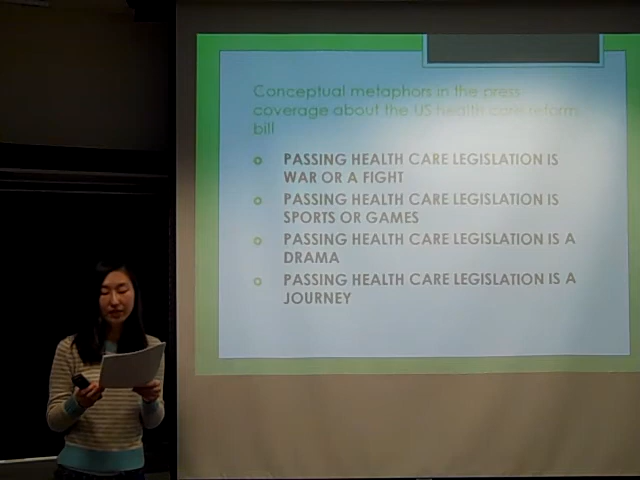 Conceptual metaphors in the press
coverage about the US health care reform
bill
PASSING HEALTH CARE LEGISLATION IS
WAR OR A FIGHT
PASSING HEALTH CARE LEGISLATION IS
SPORTS OR GAMES
PASSING HEALTH CARE LEGISLATION IS A
DRAMA
PASSING HEALTH CARE LEGISLATION IS A
JOURNEY